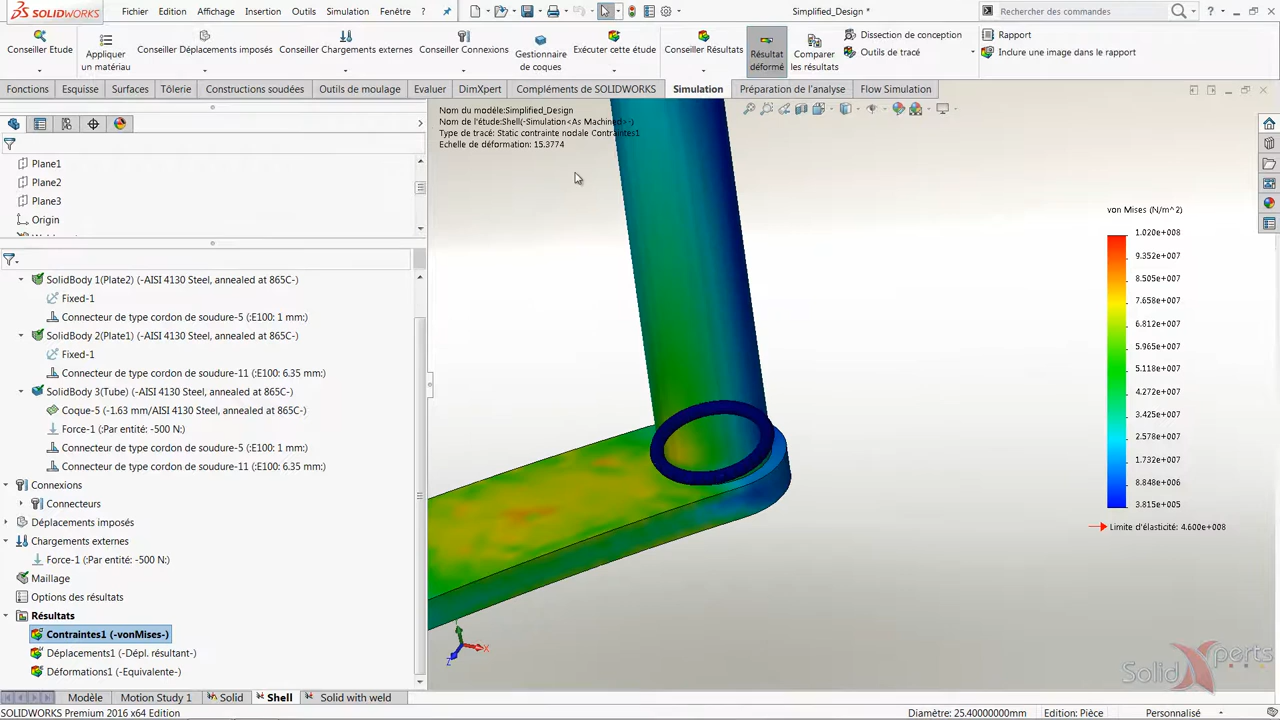 SOLIDWORKS
Fichier Edition Affichage Insertion Outils Simulation Fenêtre ?
Simplified_Design *
Rechercher des commandes
Conseiller Etude
Appliquer un matériau
Conseiller Déplacements imposés
Conseiller Chargements externes
Conseiller Connexions
Gestionnaire de coques
Exécuter cette étude
Conseiller Résultats
Résultat déformé
Comparer les résultats
Dissection de conception
Outils de tracé
Rapport
Inclure une image dans le rapport
Fonctions Esquisse Surfaces Tôlerie Constructions soudées Outils de moulage Evaluer DimXpert Compléments de SOLIDWORKS Simulation Préparation de l'analyse Flow Simulation
Plane1
Plane2
Plane3
Origin
SolidBody 1(Plate2) (-AISI 4130 Steel, annealed at 865C-)
Fixed-1
Connecteur de type cordon de soudure-5 (:E100: 1 mm:)
SolidBody 2(Plate1) (-AISI 4130 Steel, annealed at 865C-)
Fixed-1
Connecteur de type cordon de soudure-11 (:E100: 6.35 mm:)
SolidBody 3(Tube) (-AISI 4130 Steel, annealed at 865C-)
Coque-5 (-1.63 mm/AISI 4130 Steel, annealed at 865C-)
Force-1 (:Par entité: -500 N:)
Connecteur de type cordon de soudure-5 (:E100: 1 mm:)
Connecteur de type cordon de soudure-11 (:E100: 6.35 mm:)
Connexions
Connecteurs
Déplacements imposés
Chargements externes
Force-1 (:Par entité: -500 N:)
Maillage
Options des résultats
Résultats
Contraintes1 (-vonMises-)
Déplacements1 (-Dépl. résultant-)
Déformations1 (-Equivalente-)
Nom du modèle:Simplified_Design
Nom de l'étude:Shell(-Simulation<As Machined>-)
Type de tracé: Static contrainte nodale Contraintes1
Echelle de déformation: 15.3774
von Mises (N/m^2)
1.020e+008
9.352e+007
8.505e+007
7.658e+007
6.812e+007
5.965e+007
5.118e+007
4.272e+007
3.425e+007
2.578e+007
1.732e+007
8.850e+006
3.815e+005
Limite d'élasticité: 4.600e+008
X
Z
SolidXperts
Modèle Motion Study 1 Solid Shell Solid with weld
SOLIDWORKS Premium 2016 x64 Edition
Diamètre: 25.40000000mm Edition: Pièce Personnalisé